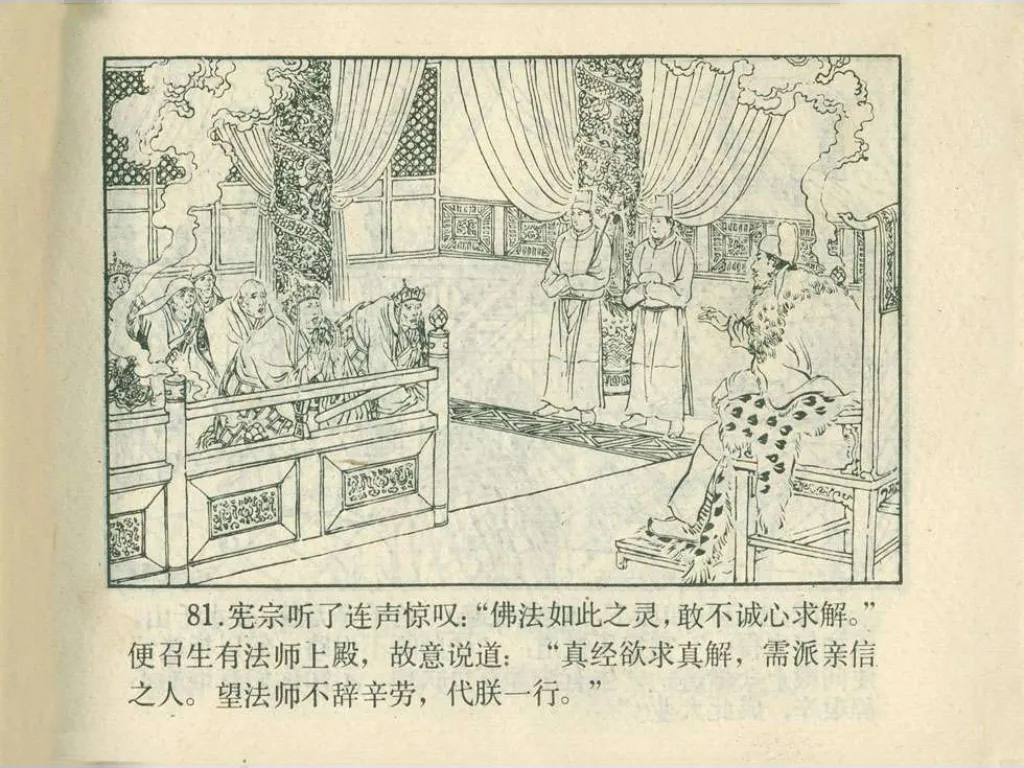 81.宪宗听了连声惊叹：“佛法如此之灵，敢不诚心求解。”
便召生有法师上殿，故意说道：“真经欲求真解，需派亲信
之人。望法师不辞辛劳，代朕一行。”